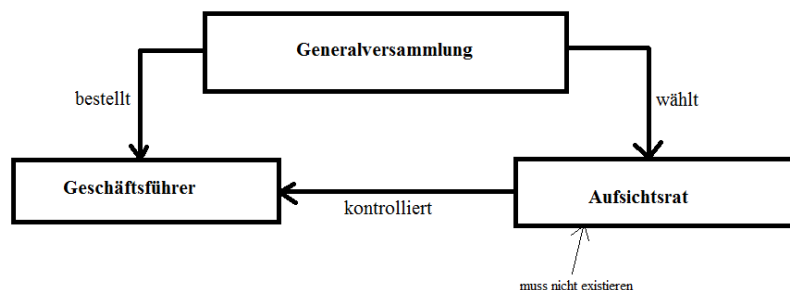 Generalversammlung
bestellt
wählt
Geschäftsführer
Aufsichtsrat
kontrolliert
muss nicht existieren